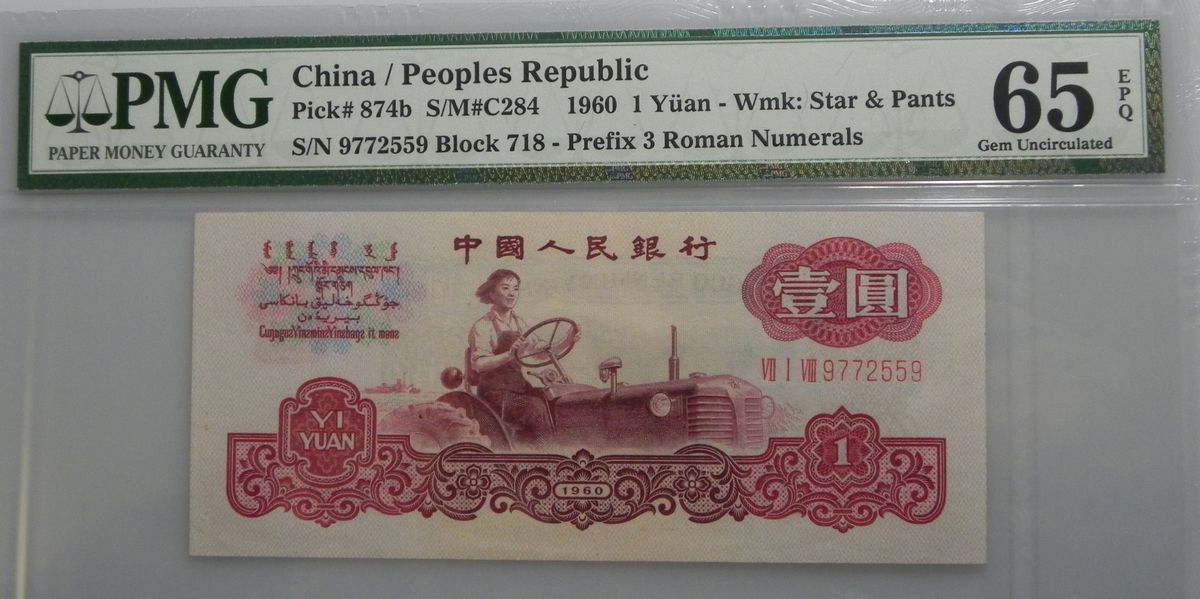 PMG
PAPER MONEY GUARANTY
China / Peoples Republic
Pick# 874b S/M#C284 1960 1 Yüan - Wmk: Star & Pants
S/N 9772559 Block 718 - Prefix 3 Roman Numerals
65
EPQ
Gem Uncirculated
中國人民銀行
壹圓
VII I VIII 9772559
YI
YUAN
1960
1